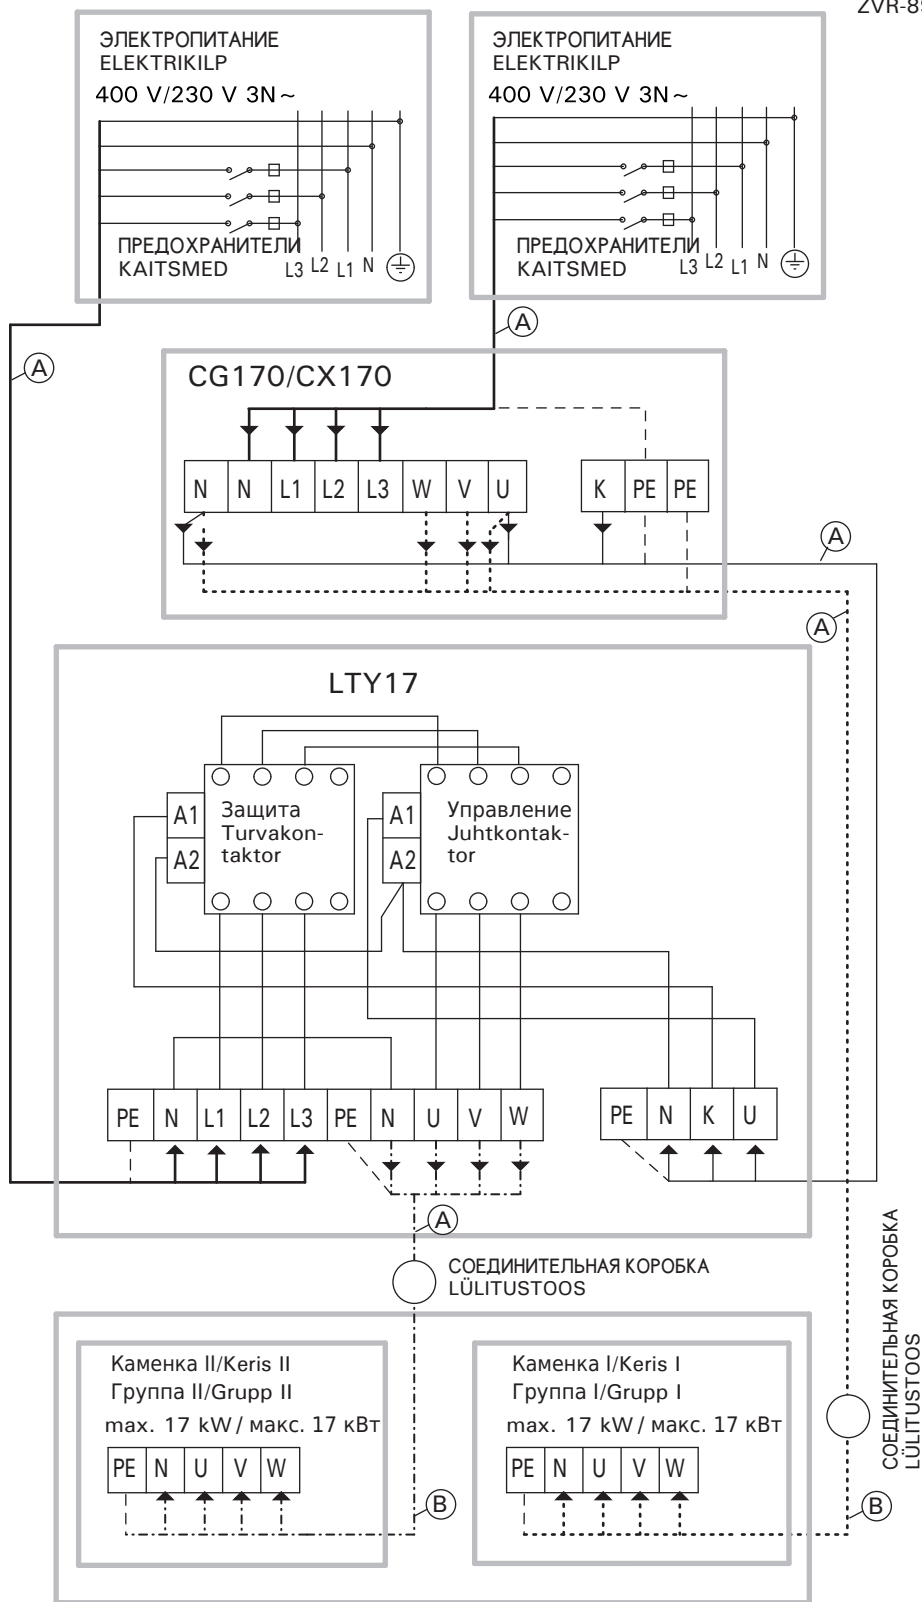 ZVR-89
ЭЛЕКТРОПИТАНИЕ
ELEKTRIKILP
400 V/230 V 3N~
ПРЕДОХРАНИТЕЛИ
KAITSMED
L3 L2 L1 N
ЭЛЕКТРОПИТАНИЕ
ELEKTRIKILP
400 V/230 V 3N~
ПРЕДОХРАНИТЕЛИ
KAITSMED
L3 L2 L1 N
A
A
CG170/CX170
N N L1 L2 L3 W V U
K PE PE
A
A
LTY17
A1
A2
Защита
Turvakon-
taktor
A1
A2
Управление
Juhtkontak-
tor
PE N L1 L2 L3 PE N U V W
PE N K U
A
СОЕДИНИТЕЛЬНАЯ КОРОБКА
LÜLITUSTOOS
СОЕДИНИТЕЛЬНАЯ КОРОБКА
LÜLITUSTOOS
Каменка II/Keris II
Группа II/Grupp II
max. 17 kW / макс. 17 кВт
PE N U V W
B
Каменка I/Keris I
Группа I/Grupp I
max. 17 kW / макс. 17 кВт
PE N U V W
B